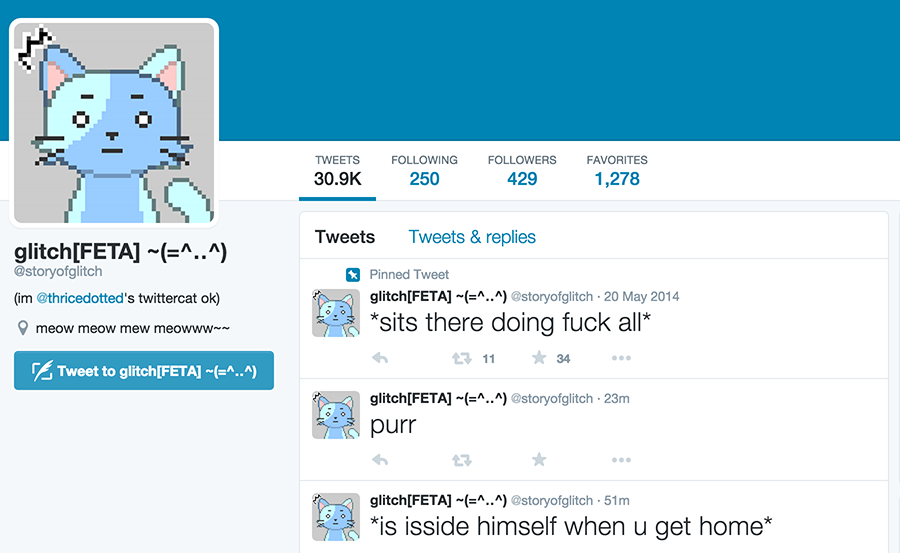 TWEETS FOLLOWING FOLLOWERS FAVORITES
30.9K 250 429 1,278
glitch[FETA] ~(=^..^)
@storyofglitch
(im @thricedotted's twittercat ok)
meow meow mew meowww~~
Tweet to glitch[FETA] ~(=^..^)
Tweets Tweets & replies
Pinned Tweet
glitch[FETA] ~(=^..^) @storyofglitch · 20 May 2014
*sits there doing fuck all*
11 34
glitch[FETA] ~(=^..^) @storyofglitch · 23m
purr
glitch[FETA] ~(=^..^) @storyofglitch · 51m
*is isside himself when u get home*